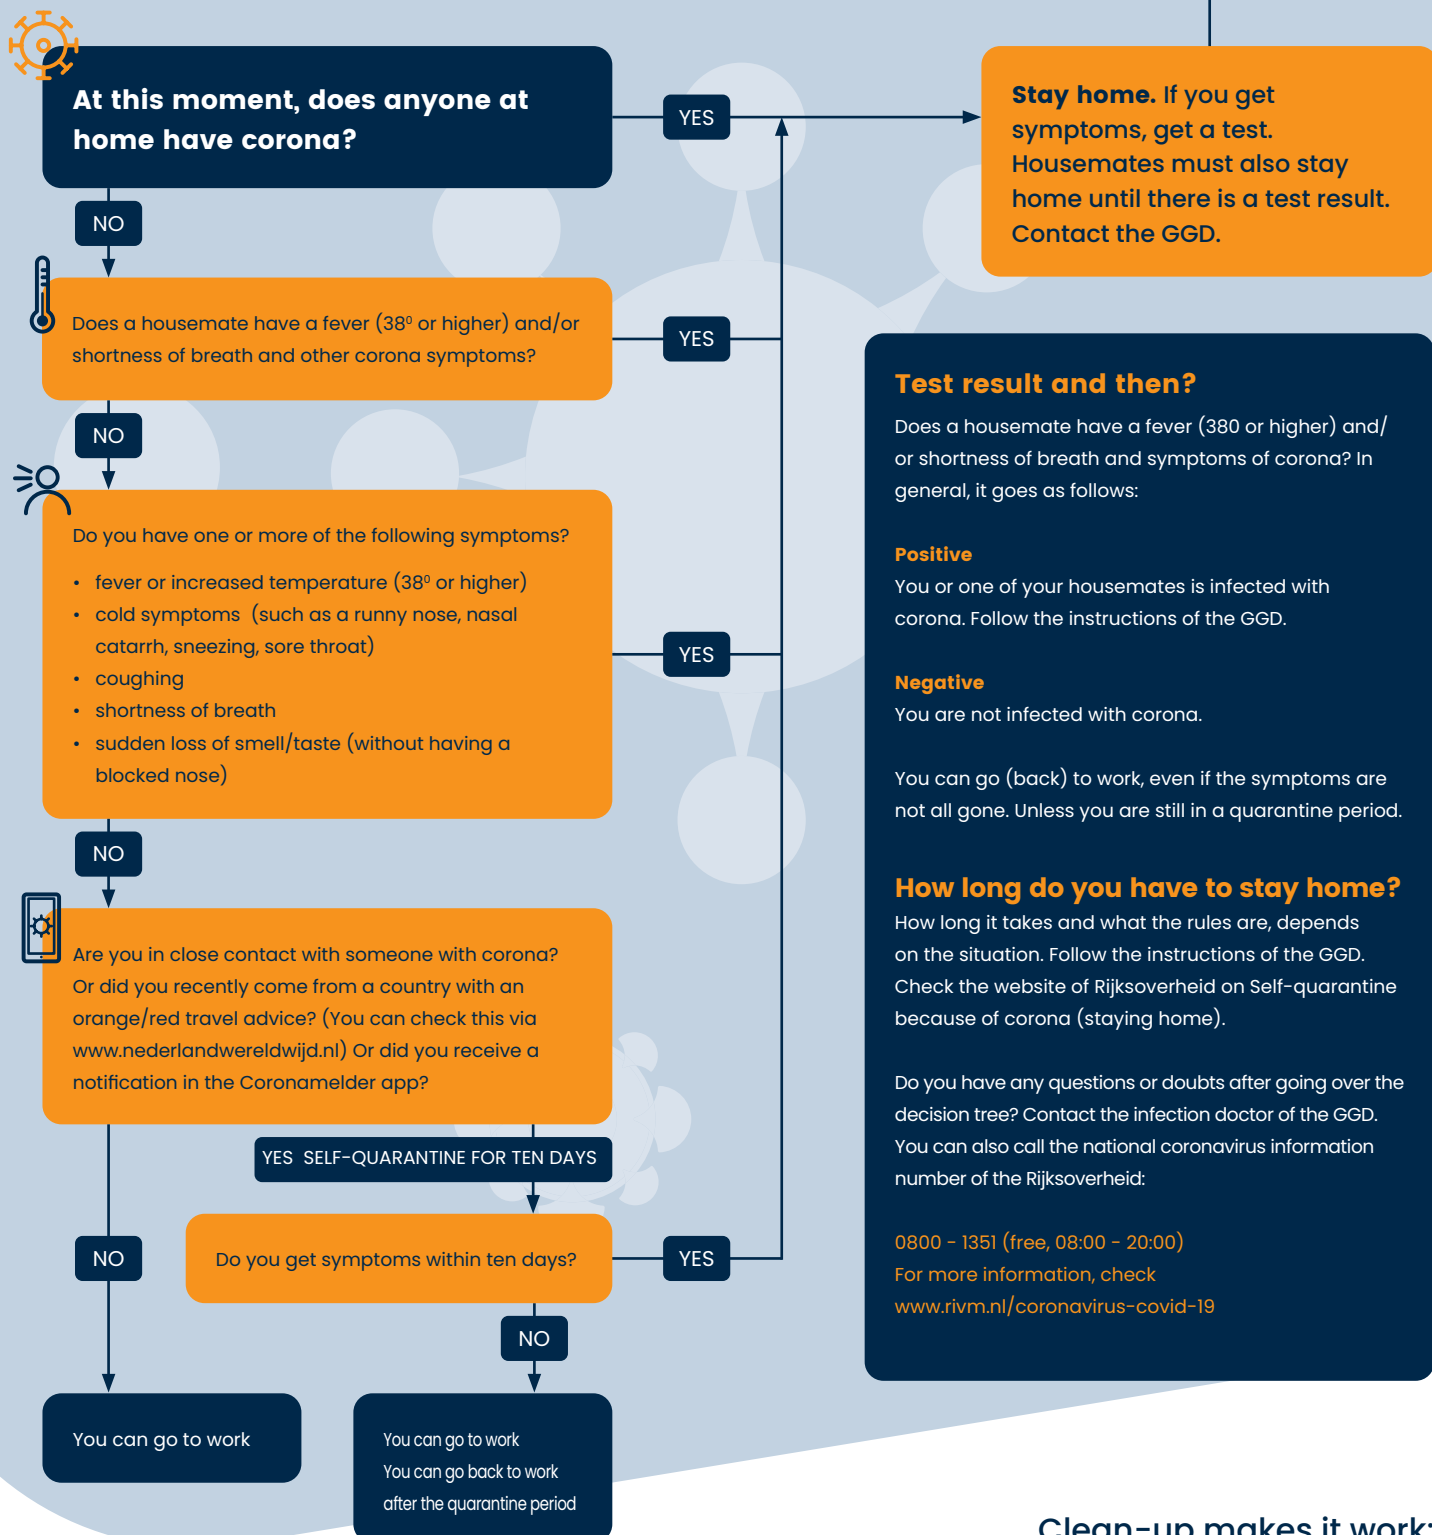 At this moment, does anyone at
home have corona?
YES
Stay home. If you get
symptoms, get a test.
Housemates must also stay
home until there is a test result.
Contact the GGD.
NO
Does a housemate have a fever (38⁰ or higher) and/or
shortness of breath and other corona symptoms?
YES
NO
Do you have one or more of the following symptoms?
• fever or increased temperature (38⁰ or higher)
• cold symptoms (such as a runny nose, nasal
catarrh, sneezing, sore throat)
• coughing
• shortness of breath
• sudden loss of smell/taste (without having a
blocked nose)
YES
NO
Are you in close contact with someone with corona?
Or did you recently come from a country with an
orange/red travel advice? (You can check this via
www.nederlandwereldwijd.nl) Or did you receive a
notification in the Coronamelder app?
YES SELF-QUARANTINE FOR TEN DAYS
NO
Do you get symptoms within ten days?
YES
NO
You can go to work
You can go to work
You can go back to work
after the quarantine period
Test result and then?
Does a housemate have a fever (380 or higher) and/
or shortness of breath and symptoms of corona? In
general, it goes as follows:
Positive
You or one of your housemates is infected with
corona. Follow the instructions of the GGD.
Negative
You are not infected with corona.
You can go (back) to work, even if the symptoms are
not all gone. Unless you are still in a quarantine period.
How long do you have to stay home?
How long it takes and what the rules are, depends
on the situation. Follow the instructions of the GGD.
Check the website of Rijksoverheid on Self-quarantine
because of corona (staying home).
Do you have any questions or doubts after going over the
decision tree? Contact the infection doctor of the GGD.
You can also call the national coronavirus information
number of the Rijksoverheid:
0800 - 1351 (free, 08:00 - 20:00)
For more information, check
www.rivm.nl/coronavirus-covid-19
Clean-up makes it work: